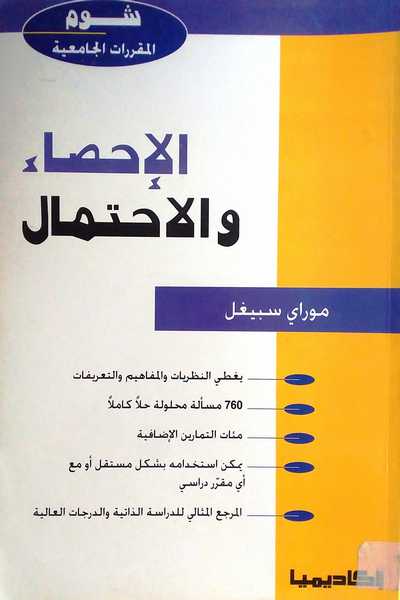 شوم
المقررات الجامعية
الإحصاء
والاحتمال
موراي سبيغل
يغطي النظريات والمفاهيم والتعريفات
760 مسألة محلولة حلاً كاملاً
مئات التمارين الإضافية
يمكن استخدامه بشكل مستقل أو مع
أي مقرّر دراسي
المرجع المثالي للدراسة الذاتية والدرجات العالية
أكاديميا